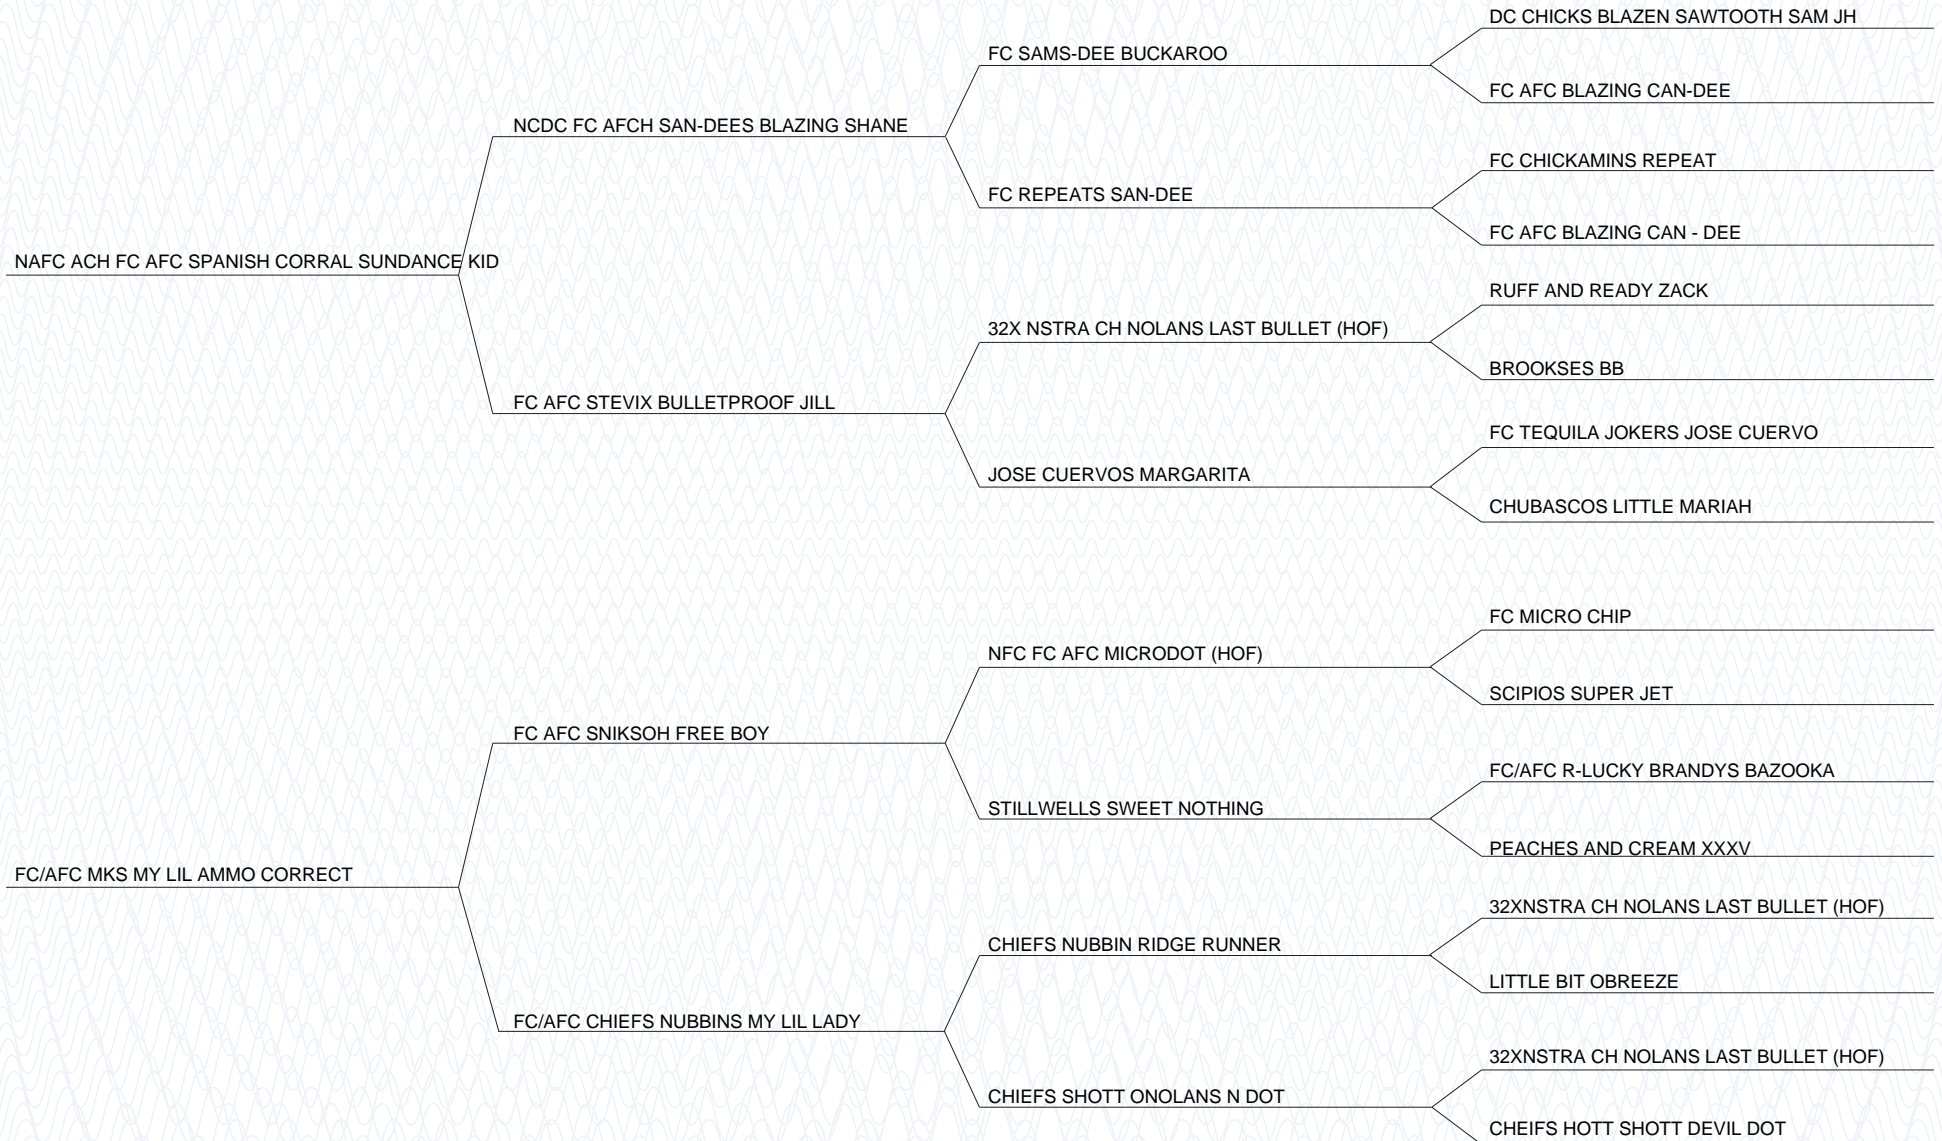 DC CHICKS BLAZEN SAWTOOTH SAM JH
FC SAMS-DEE BUCKAROO
FC AFC BLAZING CAN-DEE
NCDC FC AFCH SAN-DEES BLAZING SHANE
FC CHICKAMINS REPEAT
FC REPEATS SAN-DEE
FC AFC BLAZING CAN - DEE
NAFC ACH FC AFC SPANISH CORRAL SUNDANCE KID
RUFF AND READY ZACK
32X NSTRA CH NOLANS LAST BULLET (HOF)
BROOKSES BB
FC AFC STEVIX BULLETPROOF JILL
FC TEQUILA JOKERS JOSE CUERVO
JOSE CUERVOS MARGARITA
CHUBASCOS LITTLE MARIAH
FC MICRO CHIP
NFC FC AFC MICRODOT (HOF)
SCIPIOS SUPER JET
FC AFC SNIKSOH FREE BOY
FC/AFC R-LUCKY BRANDYS BAZOOKA
STILLWELLS SWEET NOTHING
PEACHES AND CREAM XXXV
FC/AFC MKS MY LIL AMMO CORRECT
32XNSTRA CH NOLANS LAST BULLET (HOF)
CHIEFS NUBBIN RIDGE RUNNER
LITTLE BIT OBREEZE
FC/AFC CHIEFS NUBBINS MY LIL LADY
32XNSTRA CH NOLANS LAST BULLET (HOF)
CHIEFS SHOTT ONOLANS N DOT
CHEIFS HOTT SHOTT DEVIL DOT